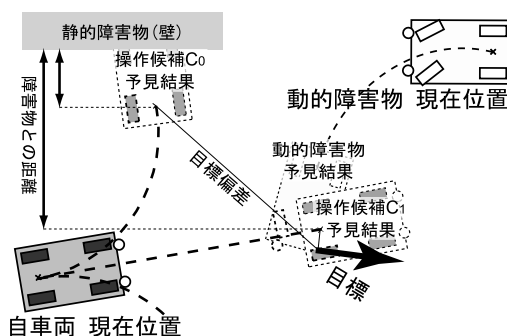 静的障害物(壁)
操作候補C0
予見結果
障害物との距離
動的障害物 現在位置
動的障害物
予見結果
目標偏差
操作候補C1
予見結果
目標
自車両 現在位置